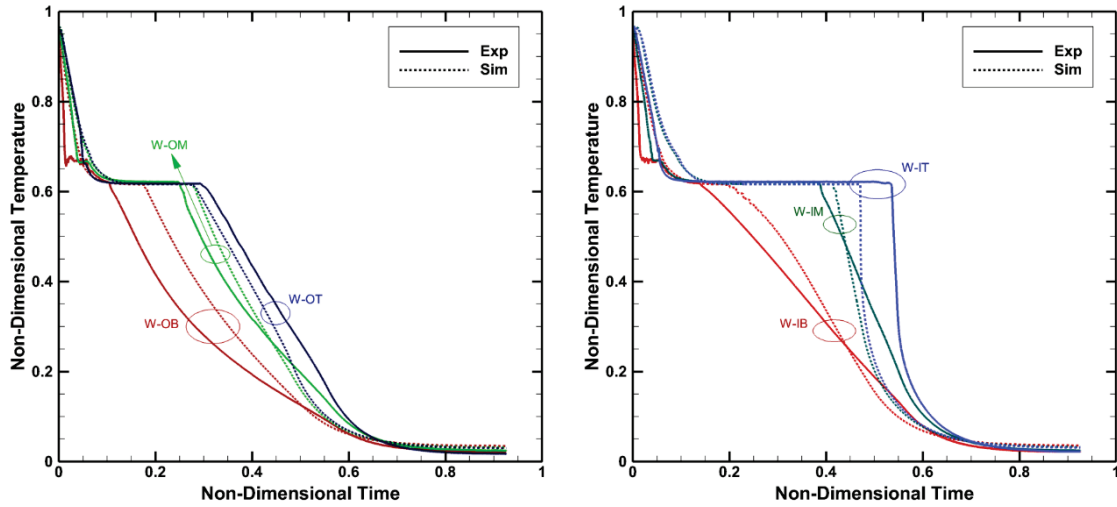 Exp
Sim
W-OM
W-OT
W-OB
Non-Dimensional Temperature
1
0.8
0.6
0.4
0.2
0
0 0.2 0.4 0.6 0.8 1
Non-Dimensional Time
Exp
Sim
W-IT
W-IM
W-IB
Non-Dimensional Temperature
1
0.8
0.6
0.4
0.2
0
0 0.2 0.4 0.6 0.8 1
Non-Dimensional Time